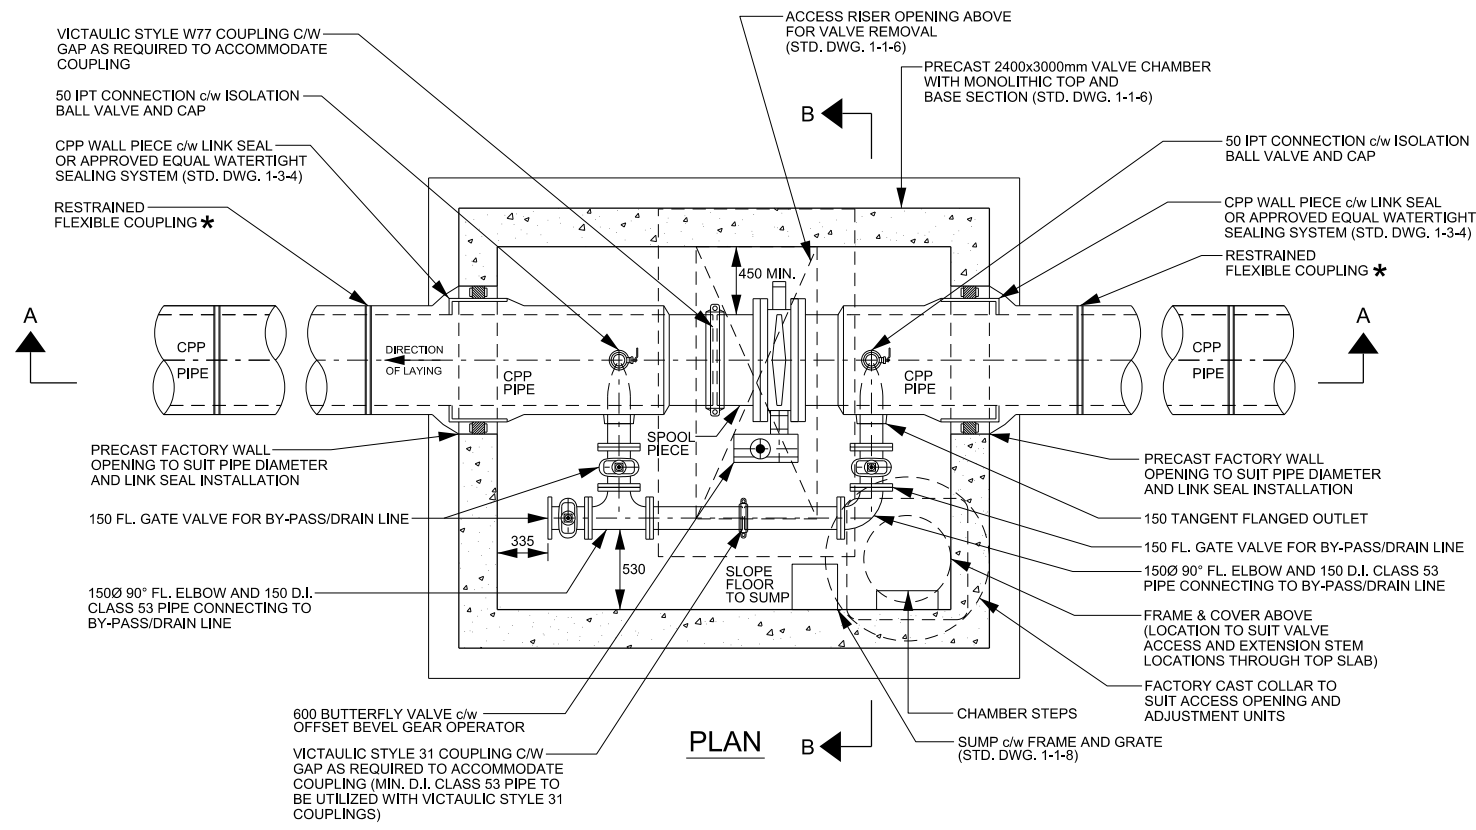 VICTAULIC STYLE W77 COUPLING C/W
GAP AS REQUIRED TO ACCOMMODATE
COUPLING
50 IPT CONNECTION c/w ISOLATION
BALL VALVE AND CAP
CPP WALL PIECE c/w LINK SEAL
OR APPROVED EQUAL WATERTIGHT
SEALING SYSTEM (STD. DWG. 1-3-4)
RESTRAINED
FLEXIBLE COUPLING *
ACCESS RISER OPENING ABOVE
FOR VALVE REMOVAL
(STD. DWG. 1-1-6)
PRECAST 2400x3000mm VALVE CHAMBER
WITH MONOLITHIC TOP AND
BASE SECTION (STD. DWG. 1-1-6)
B
50 IPT CONNECTION c/w ISOLATION
BALL VALVE AND CAP
CPP WALL PIECE c/w LINK SEAL
OR APPROVED EQUAL WATERTIGHT
SEALING SYSTEM (STD. DWG. 1-3-4)
RESTRAINED
FLEXIBLE COUPLING *
450 MIN.
A
A
CPP
PIPE
DIRECTION
OF LAYING
CPP
PIPE
CPP
PIPE
CPP
PIPE
SPOOL
PIECE
PRECAST FACTORY WALL
OPENING TO SUIT PIPE DIAMETER
AND LINK SEAL INSTALLATION
150 FL. GATE VALVE FOR BY-PASS/DRAIN LINE
335
530
150Ø 90° FL. ELBOW AND 150 D.I.
CLASS 53 PIPE CONNECTING TO
BY-PASS/DRAIN LINE
SLOPE
FLOOR
TO SUMP
PRECAST FACTORY WALL
OPENING TO SUIT PIPE DIAMETER
AND LINK SEAL INSTALLATION
150 TANGENT FLANGED OUTLET
150 FL. GATE VALVE FOR BY-PASS/DRAIN LINE
150Ø 90° FL. ELBOW AND 150 D.I. CLASS 53
PIPE CONNECTING TO BY-PASS/DRAIN LINE
FRAME & COVER ABOVE
(LOCATION TO SUIT VALVE
ACCESS AND EXTENSION STEM
LOCATIONS THROUGH TOP SLAB)
FACTORY CAST COLLAR TO
SUIT ACCESS OPENING AND
ADJUSTMENT UNITS
600 BUTTERFLY VALVE c/w
OFFSET BEVEL GEAR OPERATOR
VICTAULIC STYLE 31 COUPLING C/W
GAP AS REQUIRED TO ACCOMMODATE
COUPLING (MIN. D.I. CLASS 53 PIPE TO
BE UTILIZED WITH VICTAULIC STYLE 31
COUPLINGS)
PLAN
B
CHAMBER STEPS
SUMP c/w FRAME AND GRATE
(STD. DWG. 1-1-8)